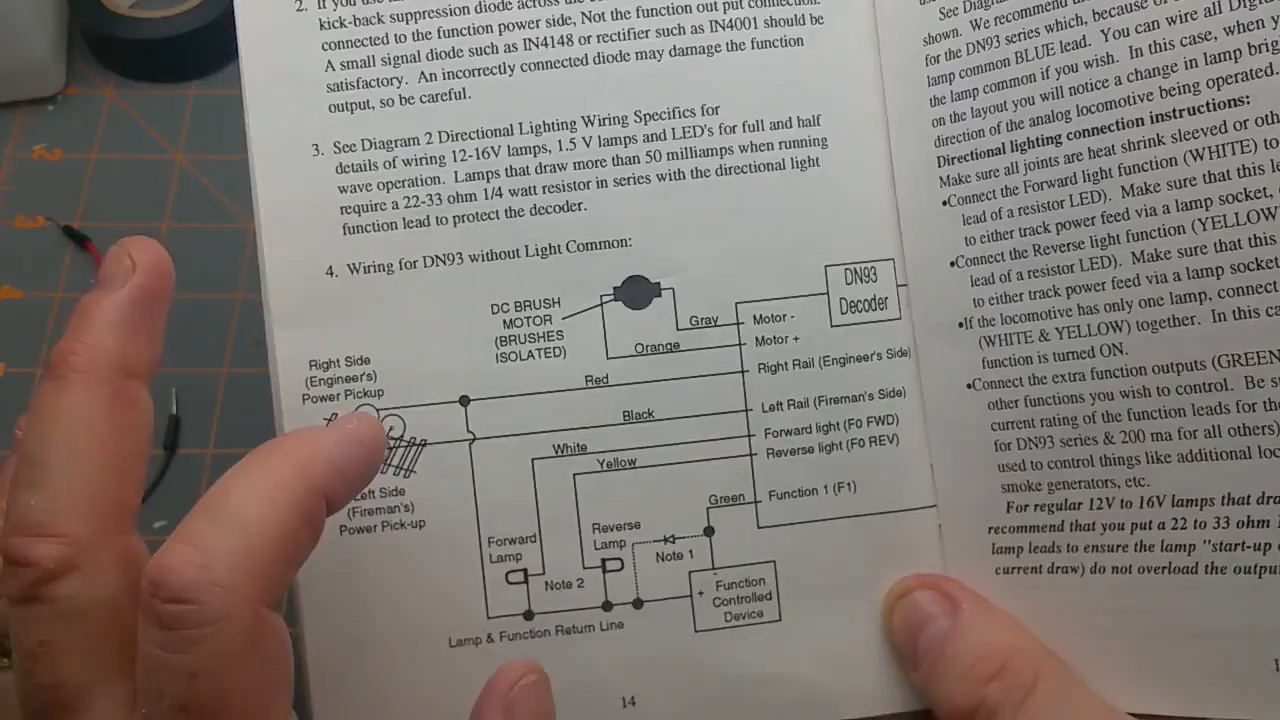 2. If you use
kick-back suppression diode across the
connected to the function power side, Not the function out put connection.
A small signal diode such as IN4148 or rectifier such as IN4001 should be
satisfactory. An incorrectly connected diode may damage the function
output, so be careful.
3. See Diagram 2 Directional Lighting Wiring Specifics for
details of wiring 12-16V lamps, 1.5 V lamps and LED's for full and half
wave operation. Lamps that draw more than 50 milliamps when running
require a 22-33 ohm 1/4 watt resistor in series with the directional light
function lead to protect the decoder.
4. Wiring for DN93 without Light Common:
DC BRUSH
MOTOR
(BRUSHES
ISOLATED)
DN93
Decoder
Gray
Motor -
Orange
Motor +
Right Side
(Engineer's)
Power Pickup
Red
Right Rail (Engineer's Side)
Black
Left Rail (Fireman's Side)
White
Forward light (F0 FWD)
Yellow
Reverse light (F0 REV)
Left Side
(Fireman's)
Power Pick-up
Green
Function 1 (F1)
Forward
Lamp
Reverse
Lamp
Note 1
Note 2
+
-
Function
Controlled
Device
Lamp & Function Return Line
14
See
shown. We recommend
for the DN93 series which, because
lamp common BLUE lead. You can wire all
the lamp common if you wish. In this case, when
on the layout you will notice a change in lamp
direction of the analog locomotive being operated.
Directional lighting connection instructions:
Make sure all joints are heat shrink sleeved or
•Connect the Forward light function (WHITE) to
lead of a resistor LED). Make sure that this
to either track power feed via a lamp socket,
•Connect the Reverse light function (YELLOW
lead of a resistor LED). Make sure that this
to either track power feed via a lamp socket
•If the locomotive has only one lamp, connect
(WHITE & YELLOW) together. In this
function is turned ON.
•Connect the extra function outputs (GREEN
other functions you wish to control. Be
current rating of the function leads for the
for DN93 series & 200 ma for all others)
used to control things like additional
smoke generators, etc.
For regular 12V to 16V lamps that
recommend that you put a 22 to 33 ohm
lamp leads to ensure the lamp "start-up
current draw) do not overload the